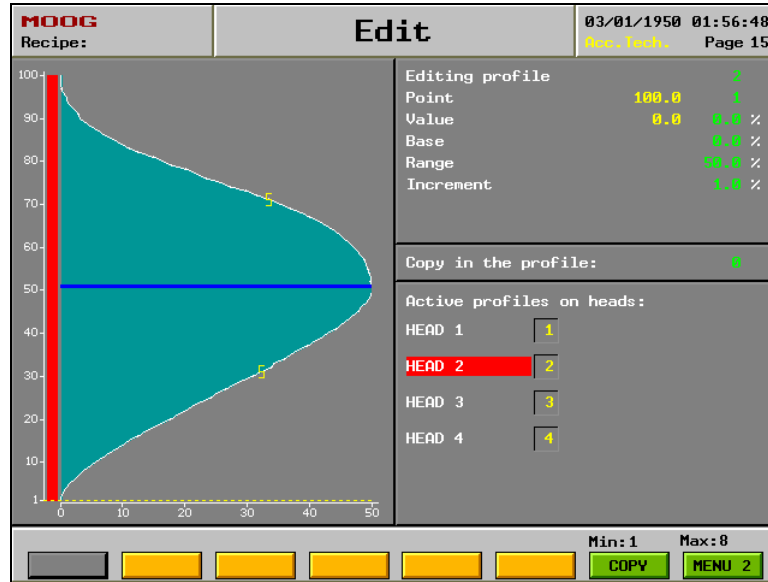 MOOG
Recipe:
Edit
03/01/1950 01:56:48
Acc.Tech. Page 15
100
90
80
70
60
50
40
30
20
10
1
0 10 20 30 40 50
5
5
Editing profile 2
Point 100.0 1
Value 0.0 0.0 %
Base 0.0 %
Range 50.0 %
Increment 1.0 %
Copy in the profile: 0
Active profiles on heads:
HEAD 1 1
HEAD 2 2
HEAD 3 3
HEAD 4 4
Min:1 Max:8
COPY MENU 2